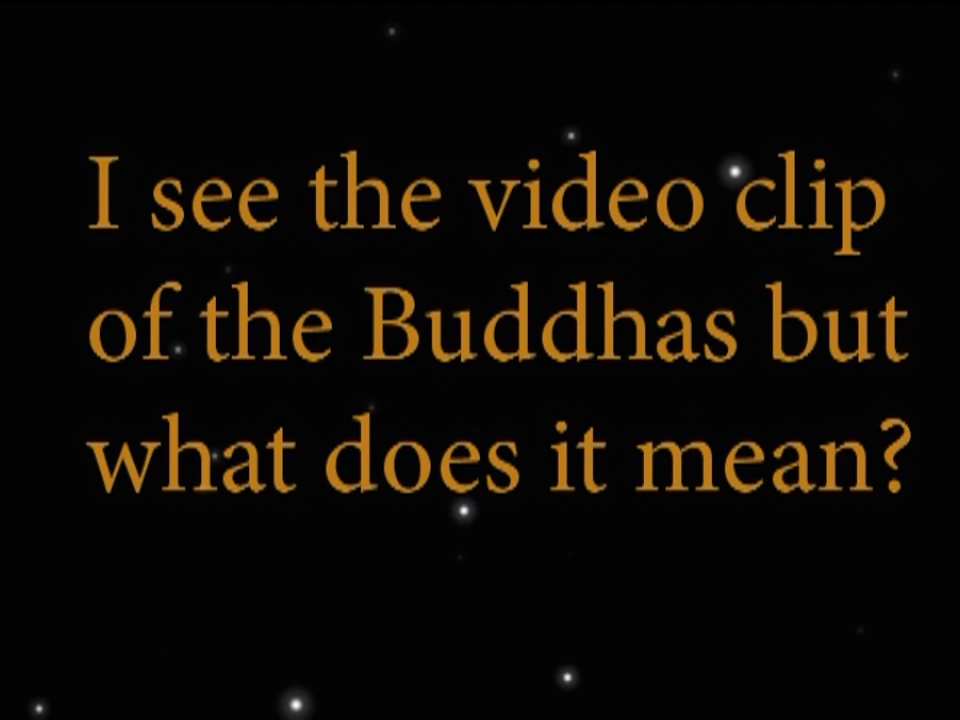 I see the video clip
of the Buddhas but
what does it mean?